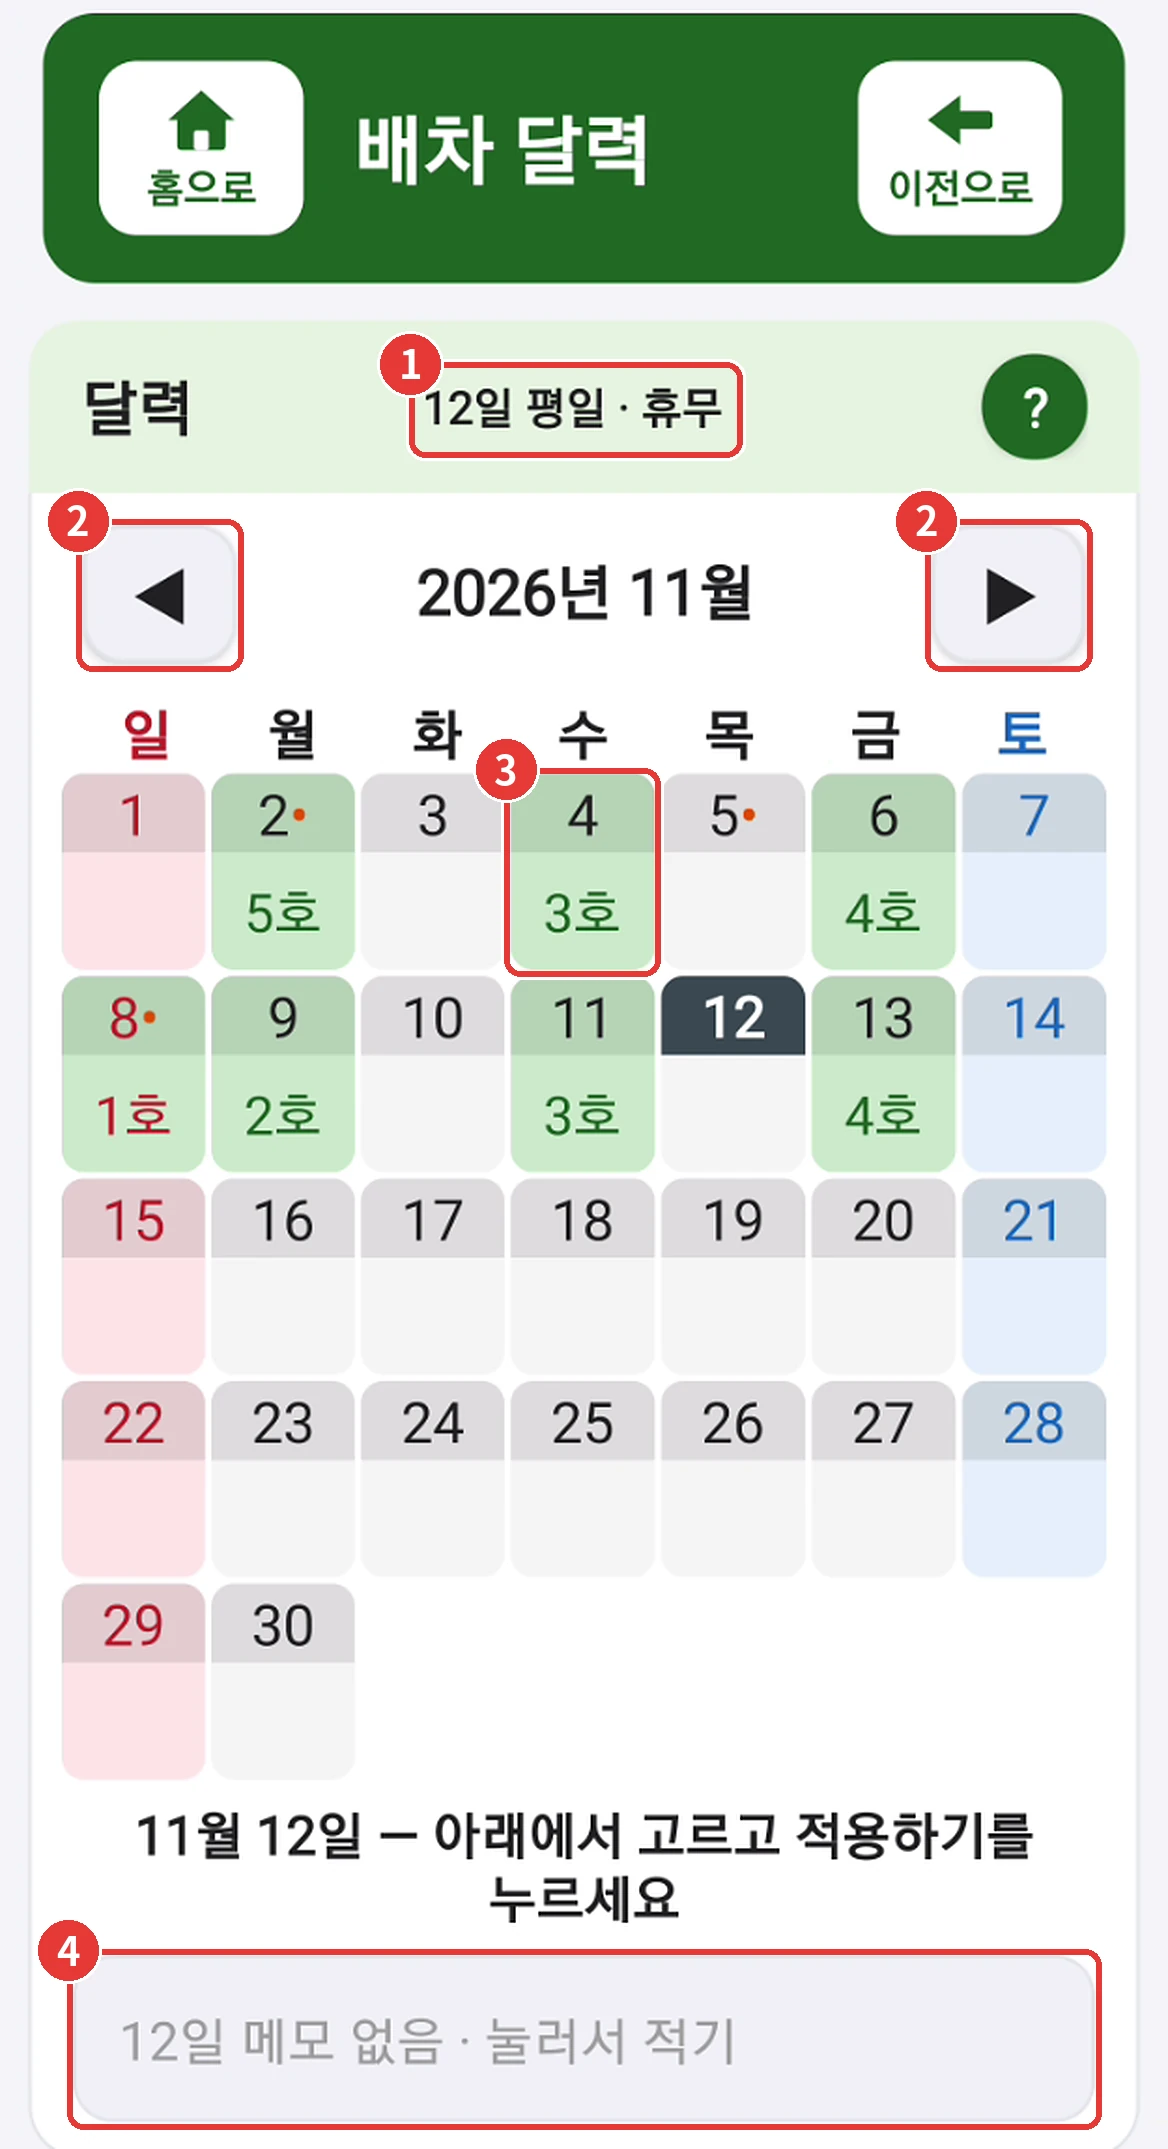 홈으로
배차 달력
이전으로
달력
1
12일 평일 · 휴무
?
2
◀
2026년 11월
2
▶
일 월 화 수 목 금 토
3
1 2• 3 4 5• 6 7
5호 3호 4호
8• 9 10 11 12 13 14
1호 2호 3호 4호
15 16 17 18 19 20 21
22 23 24 25 26 27 28
29 30
11월 12일 – 아래에서 고르고 적용하기를
누르세요
4
12일 메모 없음 · 눌러서 적기